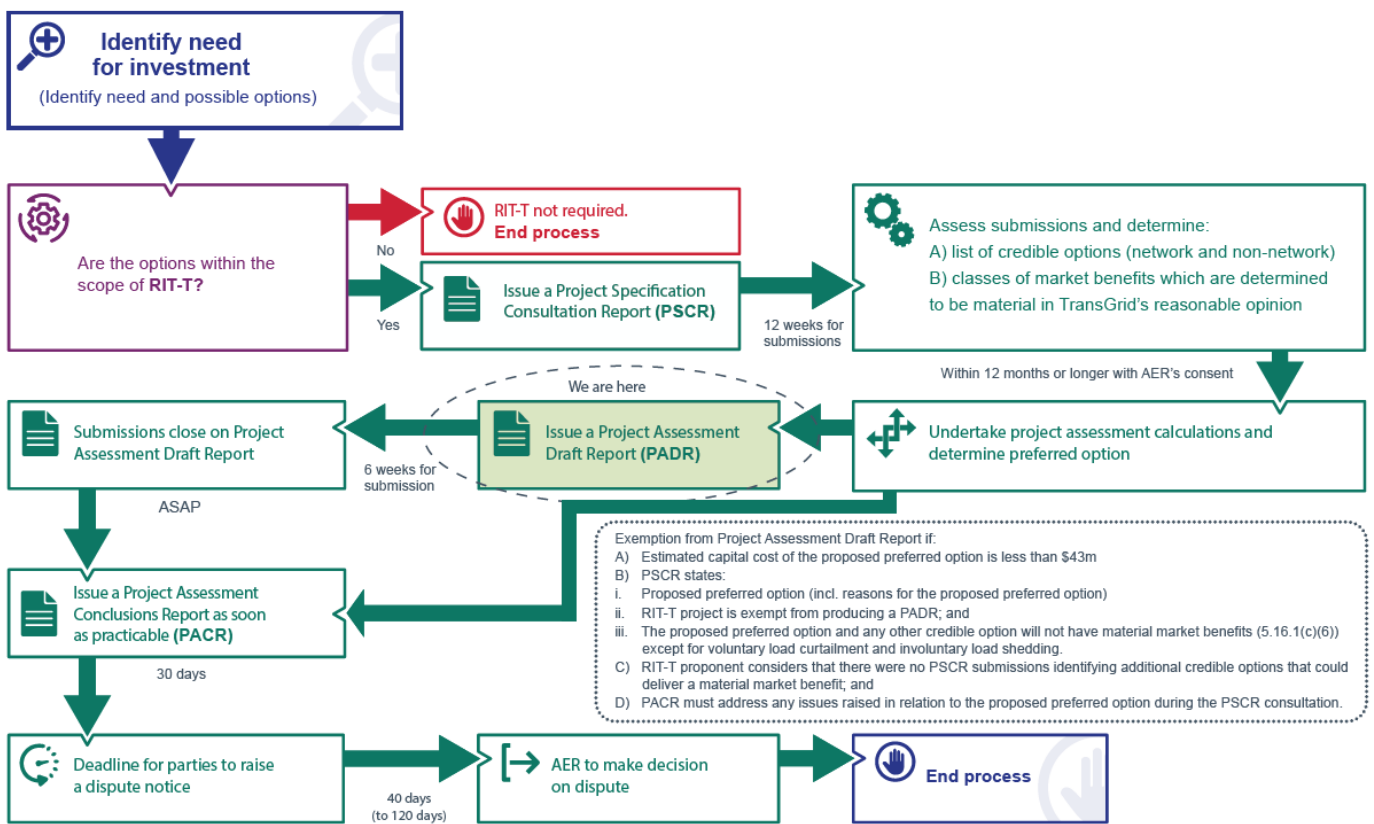 Identify need
for investment
(Identify need and possible options)
Are the options within the
scope of RIT-T?
No
Yes
RIT-T not required.
End process
Issue a Project Specification
Consultation Report (PSCR)
12 weeks for
submissions
Assess submissions and determine:
A) list of credible options (network and non-network)
B) classes of market benefits which are determined
to be material in TransGrid's reasonable opinion
Within 12 months or longer with AER's consent
Undertake project assessment calculations and
determine preferred option
We are here
Issue a Project Assessment
Draft Report (PADR)
6 weeks for
submission
Submissions close on Project
Assessment Draft Report
ASAP
Exemption from Project Assessment Draft Report if:
A) Estimated capital cost of the proposed preferred option is less than $43m
B) PSCR states:
i. Proposed preferred option (incl. reasons for the proposed preferred option)
ii. RIT-T project is exempt from producing a PADR; and
iii. The proposed preferred option and any other credible option will not have material market benefits (5.16.1(c)(6))
except for voluntary load curtailment and involuntary load shedding.
C) RIT-T proponent considers that there were no PSCR submissions identifying additional credible options that could
deliver a material market benefit; and
D) PACR must address any issues raised in relation to the proposed preferred option during the PSCR consultation.
Issue a Project Assessment
Conclusions Report as soon
as practicable (PACR)
30 days
Deadline for parties to raise
a dispute notice
40 days
(to 120 days)
AER to make decision
on dispute
End process